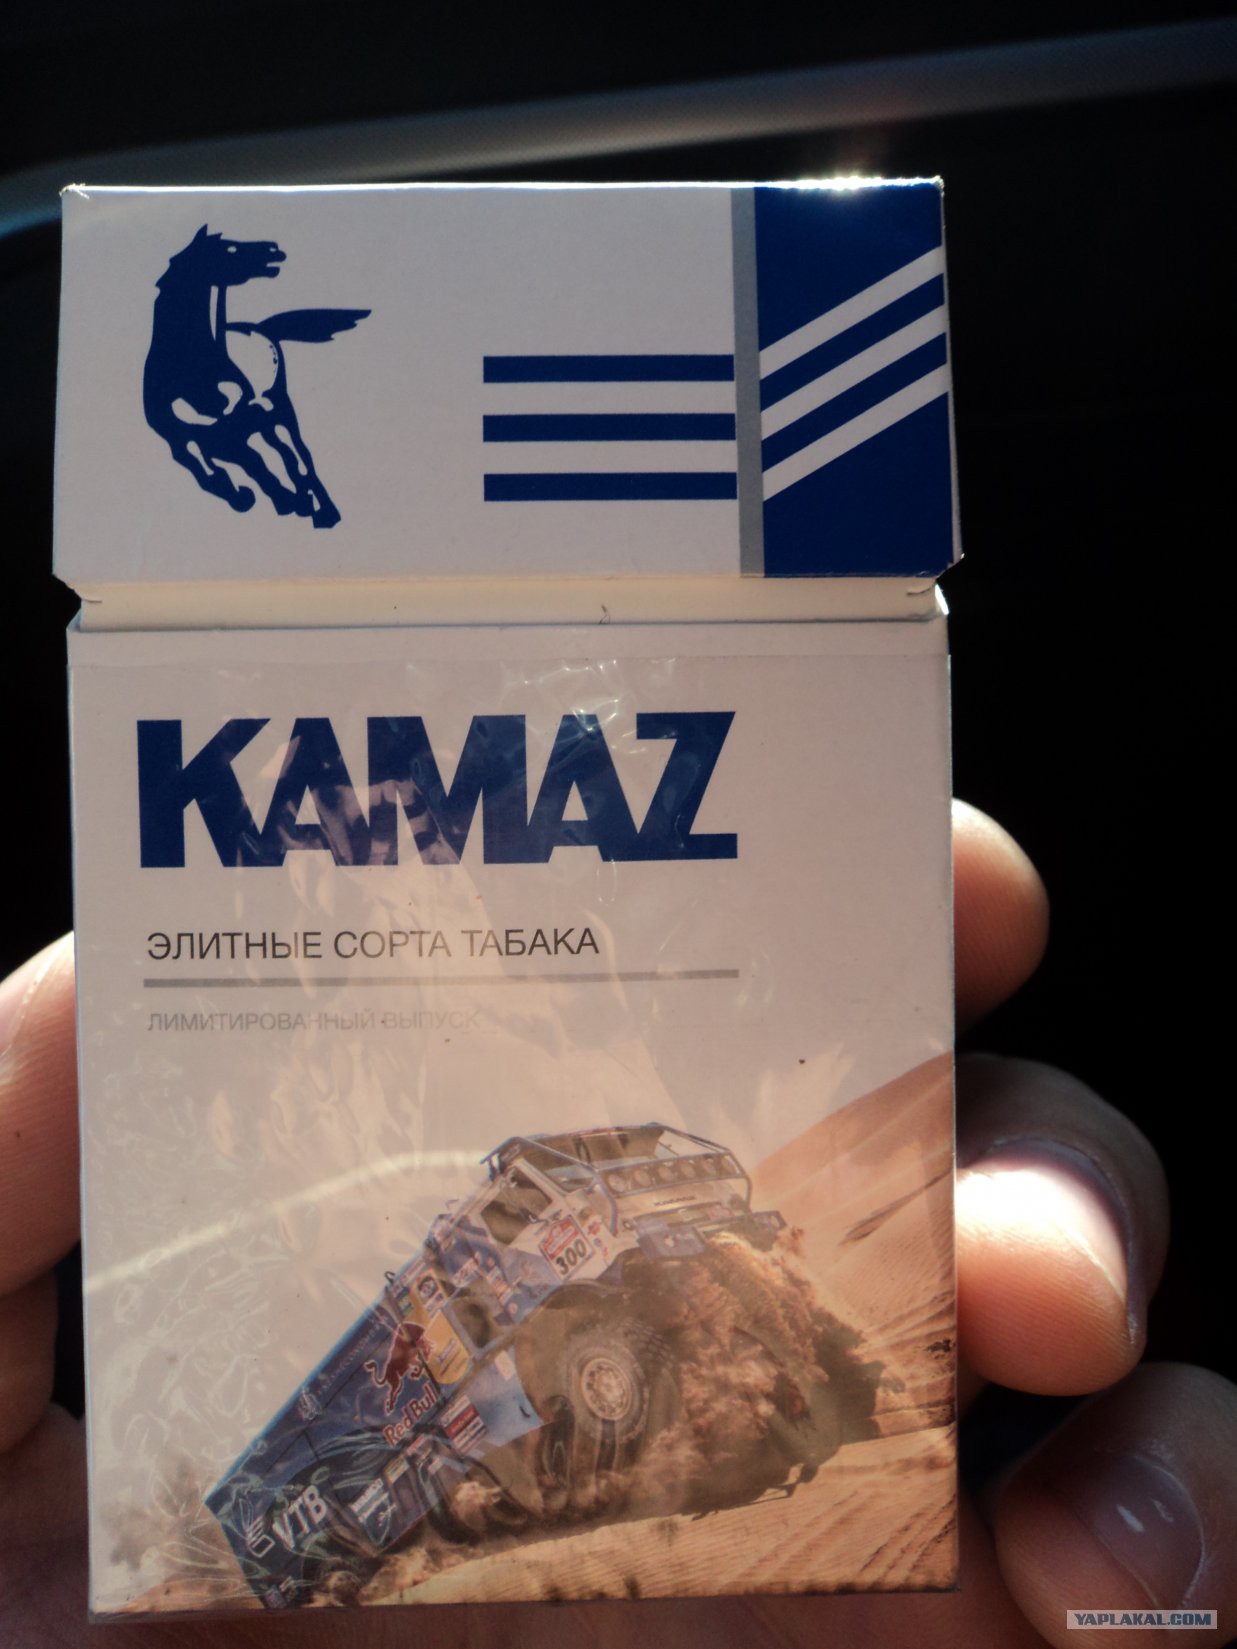 KAMAZ
ЭЛИТНЫЕ СОРТА ТАБАКА
ЛИМИТИРОВАННЫЙ ВЫПУСК
300
Red Bull
VTB
YAPLAKAL.COM